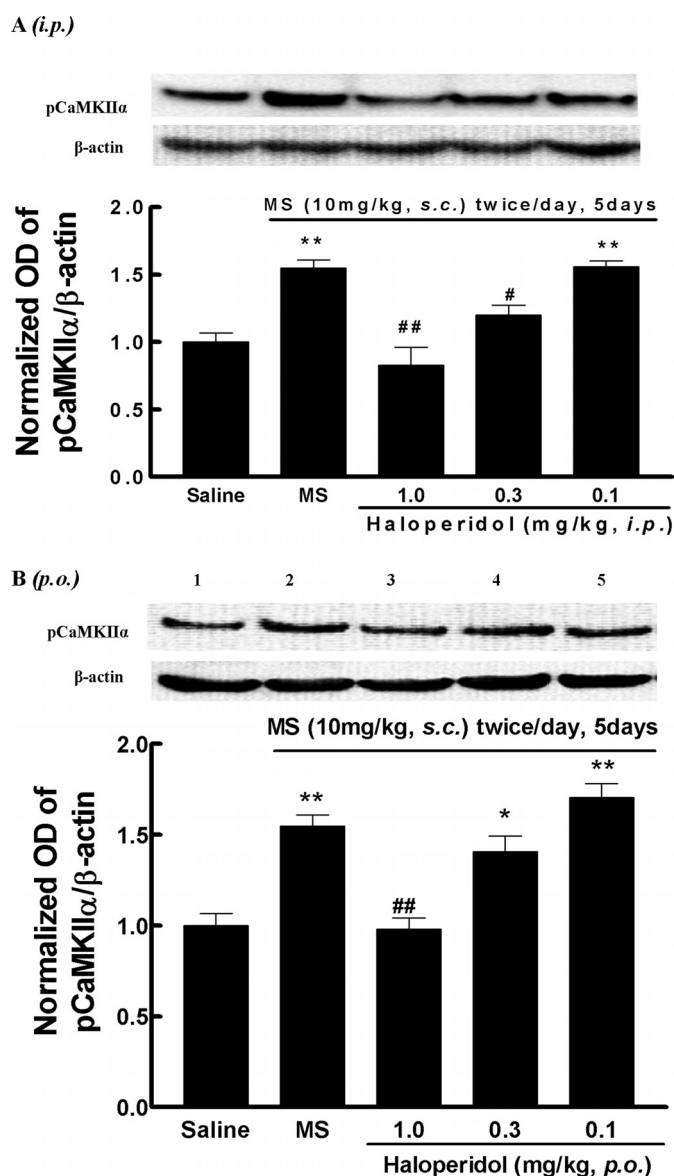 A (i.p.)
pCaMKIIα
β-actin
MS (10mg/kg, s.c.) twice/day, 5days
Normalized OD of
pCaMKIIα/β-actin
2.0
1.5
1.0
0.5
0.0
**
##
#
**
Saline MS 1.0 0.3 0.1
Haloperidol (mg/kg, i.p.)
B (p.o.) 1 2 3 4 5
pCaMKIIα
β-actin
MS (10mg/kg, s.c.) twice/day, 5days
Normalized OD of
pCaMKIIα/β-actin
2.0
1.5
1.0
0.5
0.0
**
##
*
**
Saline MS 1.0 0.3 0.1
Haloperidol (mg/kg, p.o.)